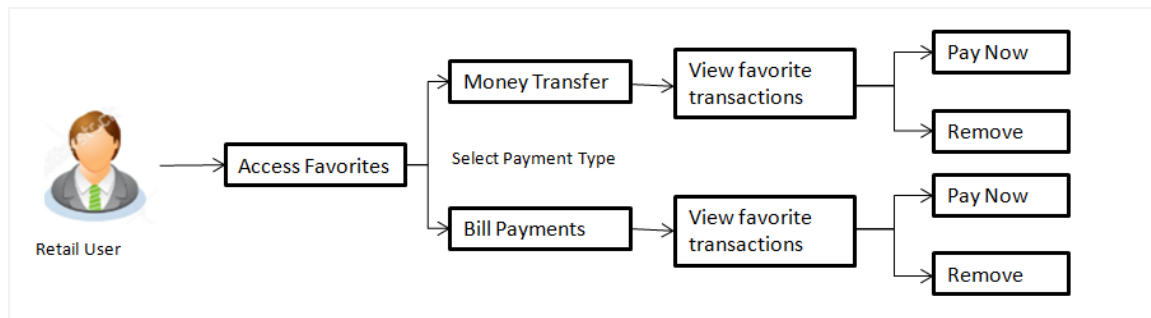 Retail User
Access Favorites
Select Payment Type
Money Transfer
View favorite
transactions
Pay Now
Remove
Bill Payments
View favorite
transactions
Pay Now
Remove